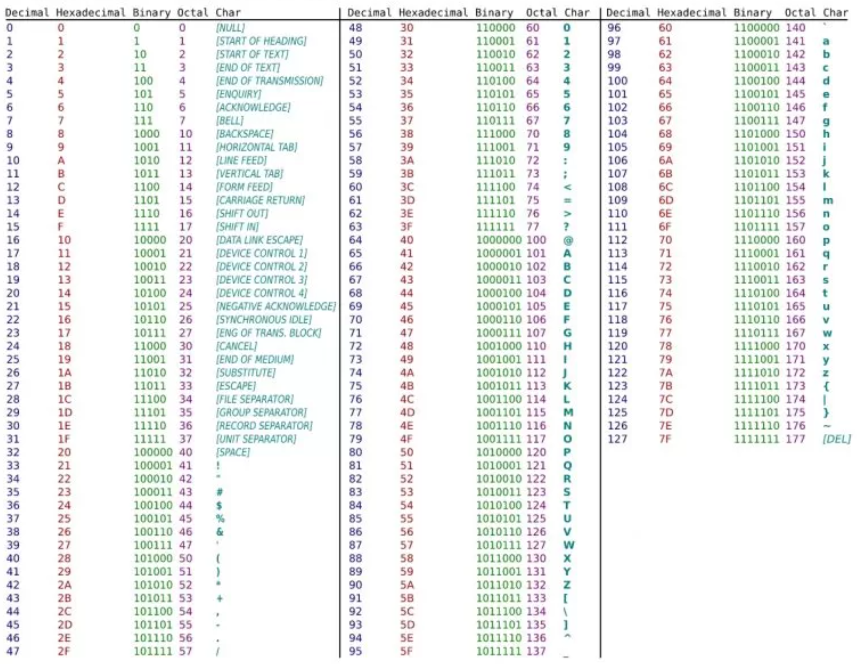 Decimal Hexadecimal Binary Octal Char
0 0 0 0 [NULL]
1 1 1 1 [START OF HEADING]
2 2 10 2 [START OF TEXT]
3 3 11 3 [END OF TEXT]
4 4 100 4 [END OF TRANSMISSION]
5 5 101 5 [ENQUIRY]
6 6 110 6 [ACKNOWLEDGE]
7 7 111 7 [BELL]
8 8 1000 10 [BACKSPACE]
9 9 1001 11 [HORIZONTAL TAB]
10 A 1010 12 [LINE FEED]
11 B 1011 13 [VERTICAL TAB]
12 C 1100 14 [FORM FEED]
13 D 1101 15 [CARRIAGE RETURN]
14 E 1110 16 [SHIFT OUT]
15 F 1111 17 [SHIFT IN]
16 10 10000 20 [DATA LINK ESCAPE]
17 11 10001 21 [DEVICE CONTROL 1]
18 12 10010 22 [DEVICE CONTROL 2]
19 13 10011 23 [DEVICE CONTROL 3]
20 14 10100 24 [DEVICE CONTROL 4]
21 15 10101 25 [NEGATIVE ACKNOWLEDGE]
22 16 10110 26 [SYNCHRONOUS IDLE]
23 17 10111 27 [ENG OF TRANS. BLOCK]
24 18 11000 30 [CANCEL]
25 19 11001 31 [END OF MEDIUM]
26 1A 11010 32 [SUBSTITUTE]
27 1B 11011 33 [ESCAPE]
28 1C 11100 34 [FILE SEPARATOR]
29 1D 11101 35 [GROUP SEPARATOR]
30 1E 11110 36 [RECORD SEPARATOR]
31 1F 11111 37 [UNIT SEPARATOR]
32 20 100000 40 [SPACE]
33 21 100001 41 !
34 22 100010 42 "
35 23 100011 43 #
36 24 100100 44 $
37 25 100101 45 %
38 26 100110 46 &
39 27 100111 47 '
40 28 101000 50 (
41 29 101001 51 )
42 2A 101010 52 *
43 2B 101011 53 +
44 2C 101100 54 ,
45 2D 101101 55 -
46 2E 101110 56 .
47 2F 101111 57 /
Decimal Hexadecimal Binary Octal Char
48 30 110000 60 0
49 31 110001 61 1
50 32 110010 62 2
51 33 110011 63 3
52 34 110100 64 4
53 35 110101 65 5
54 36 110110 66 6
55 37 110111 67 7
56 38 111000 70 8
57 39 111001 71 9
58 3A 111010 72 :
59 3B 111011 73 ;
60 3C 111100 74 <
61 3D 111101 75 =
62 3E 111110 76 >
63 3F 111111 77 ?
64 40 1000000 100 @
65 41 1000001 101 A
66 42 1000010 102 B
67 43 1000011 103 C
68 44 1000100 104 D
69 45 1000101 105 E
70 46 1000110 106 F
71 47 1000111 107 G
72 48 1001000 110 H
73 49 1001001 111 I
74 4A 1001010 112 J
75 4B 1001011 113 K
76 4C 1001100 114 L
77 4D 1001101 115 M
78 4E 1001110 116 N
79 4F 1001111 117 O
80 50 1010000 120 P
81 51 1010001 121 Q
82 52 1010010 122 R
83 53 1010011 123 S
84 54 1010100 124 T
85 55 1010101 125 U
86 56 1010110 126 V
87 57 1010111 127 W
88 58 1011000 130 X
89 59 1011001 131 Y
90 5A 1011010 132 Z
91 5B 1011011 133 [
92 5C 1011100 134 \
93 5D 1011101 135 ]
94 5E 1011110 136 ^
95 5F 1011111 137 _
Decimal Hexadecimal Binary Octal Char
96 60 1100000 140 `
97 61 1100001 141 a
98 62 1100010 142 b
99 63 1100011 143 c
100 64 1100100 144 d
101 65 1100101 145 e
102 66 1100110 146 f
103 67 1100111 147 g
104 68 1101000 150 h
105 69 1101001 151 i
106 6A 1101010 152 j
107 6B 1101011 153 k
108 6C 1101100 154 l
109 6D 1101101 155 m
110 6E 1101110 156 n
111 6F 1101111 157 o
112 70 1110000 160 p
113 71 1110001 161 q
114 72 1110010 162 r
115 73 1110011 163 s
116 74 1110100 164 t
117 75 1110101 165 u
118 76 1110110 166 v
119 77 1110111 167 w
120 78 1111000 170 x
121 79 1111001 171 y
122 7A 1111010 172 z
123 7B 1111011 173 {
124 7C 1111100 174 |
125 7D 1111101 175 }
126 7E 1111110 176 ~
127 7F 1111111 177 [DEL]